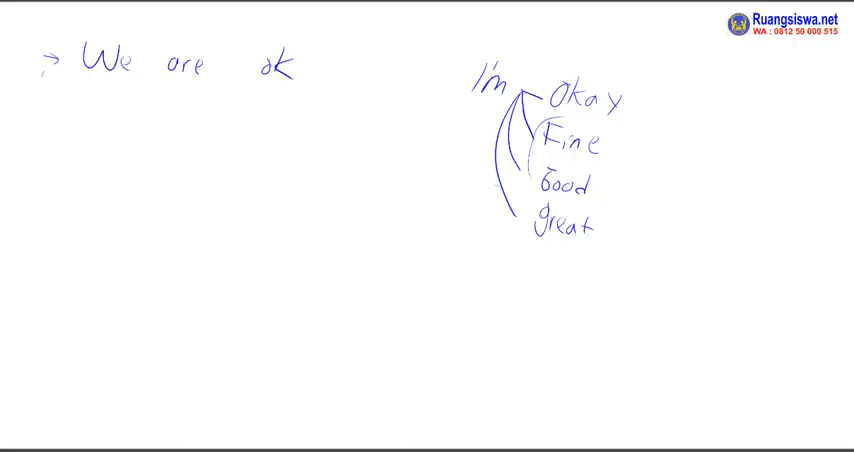 Ruangsiswa.net
WA : 0812 50 000 515
We are ok
I'm
Okay
Fine
Good
great